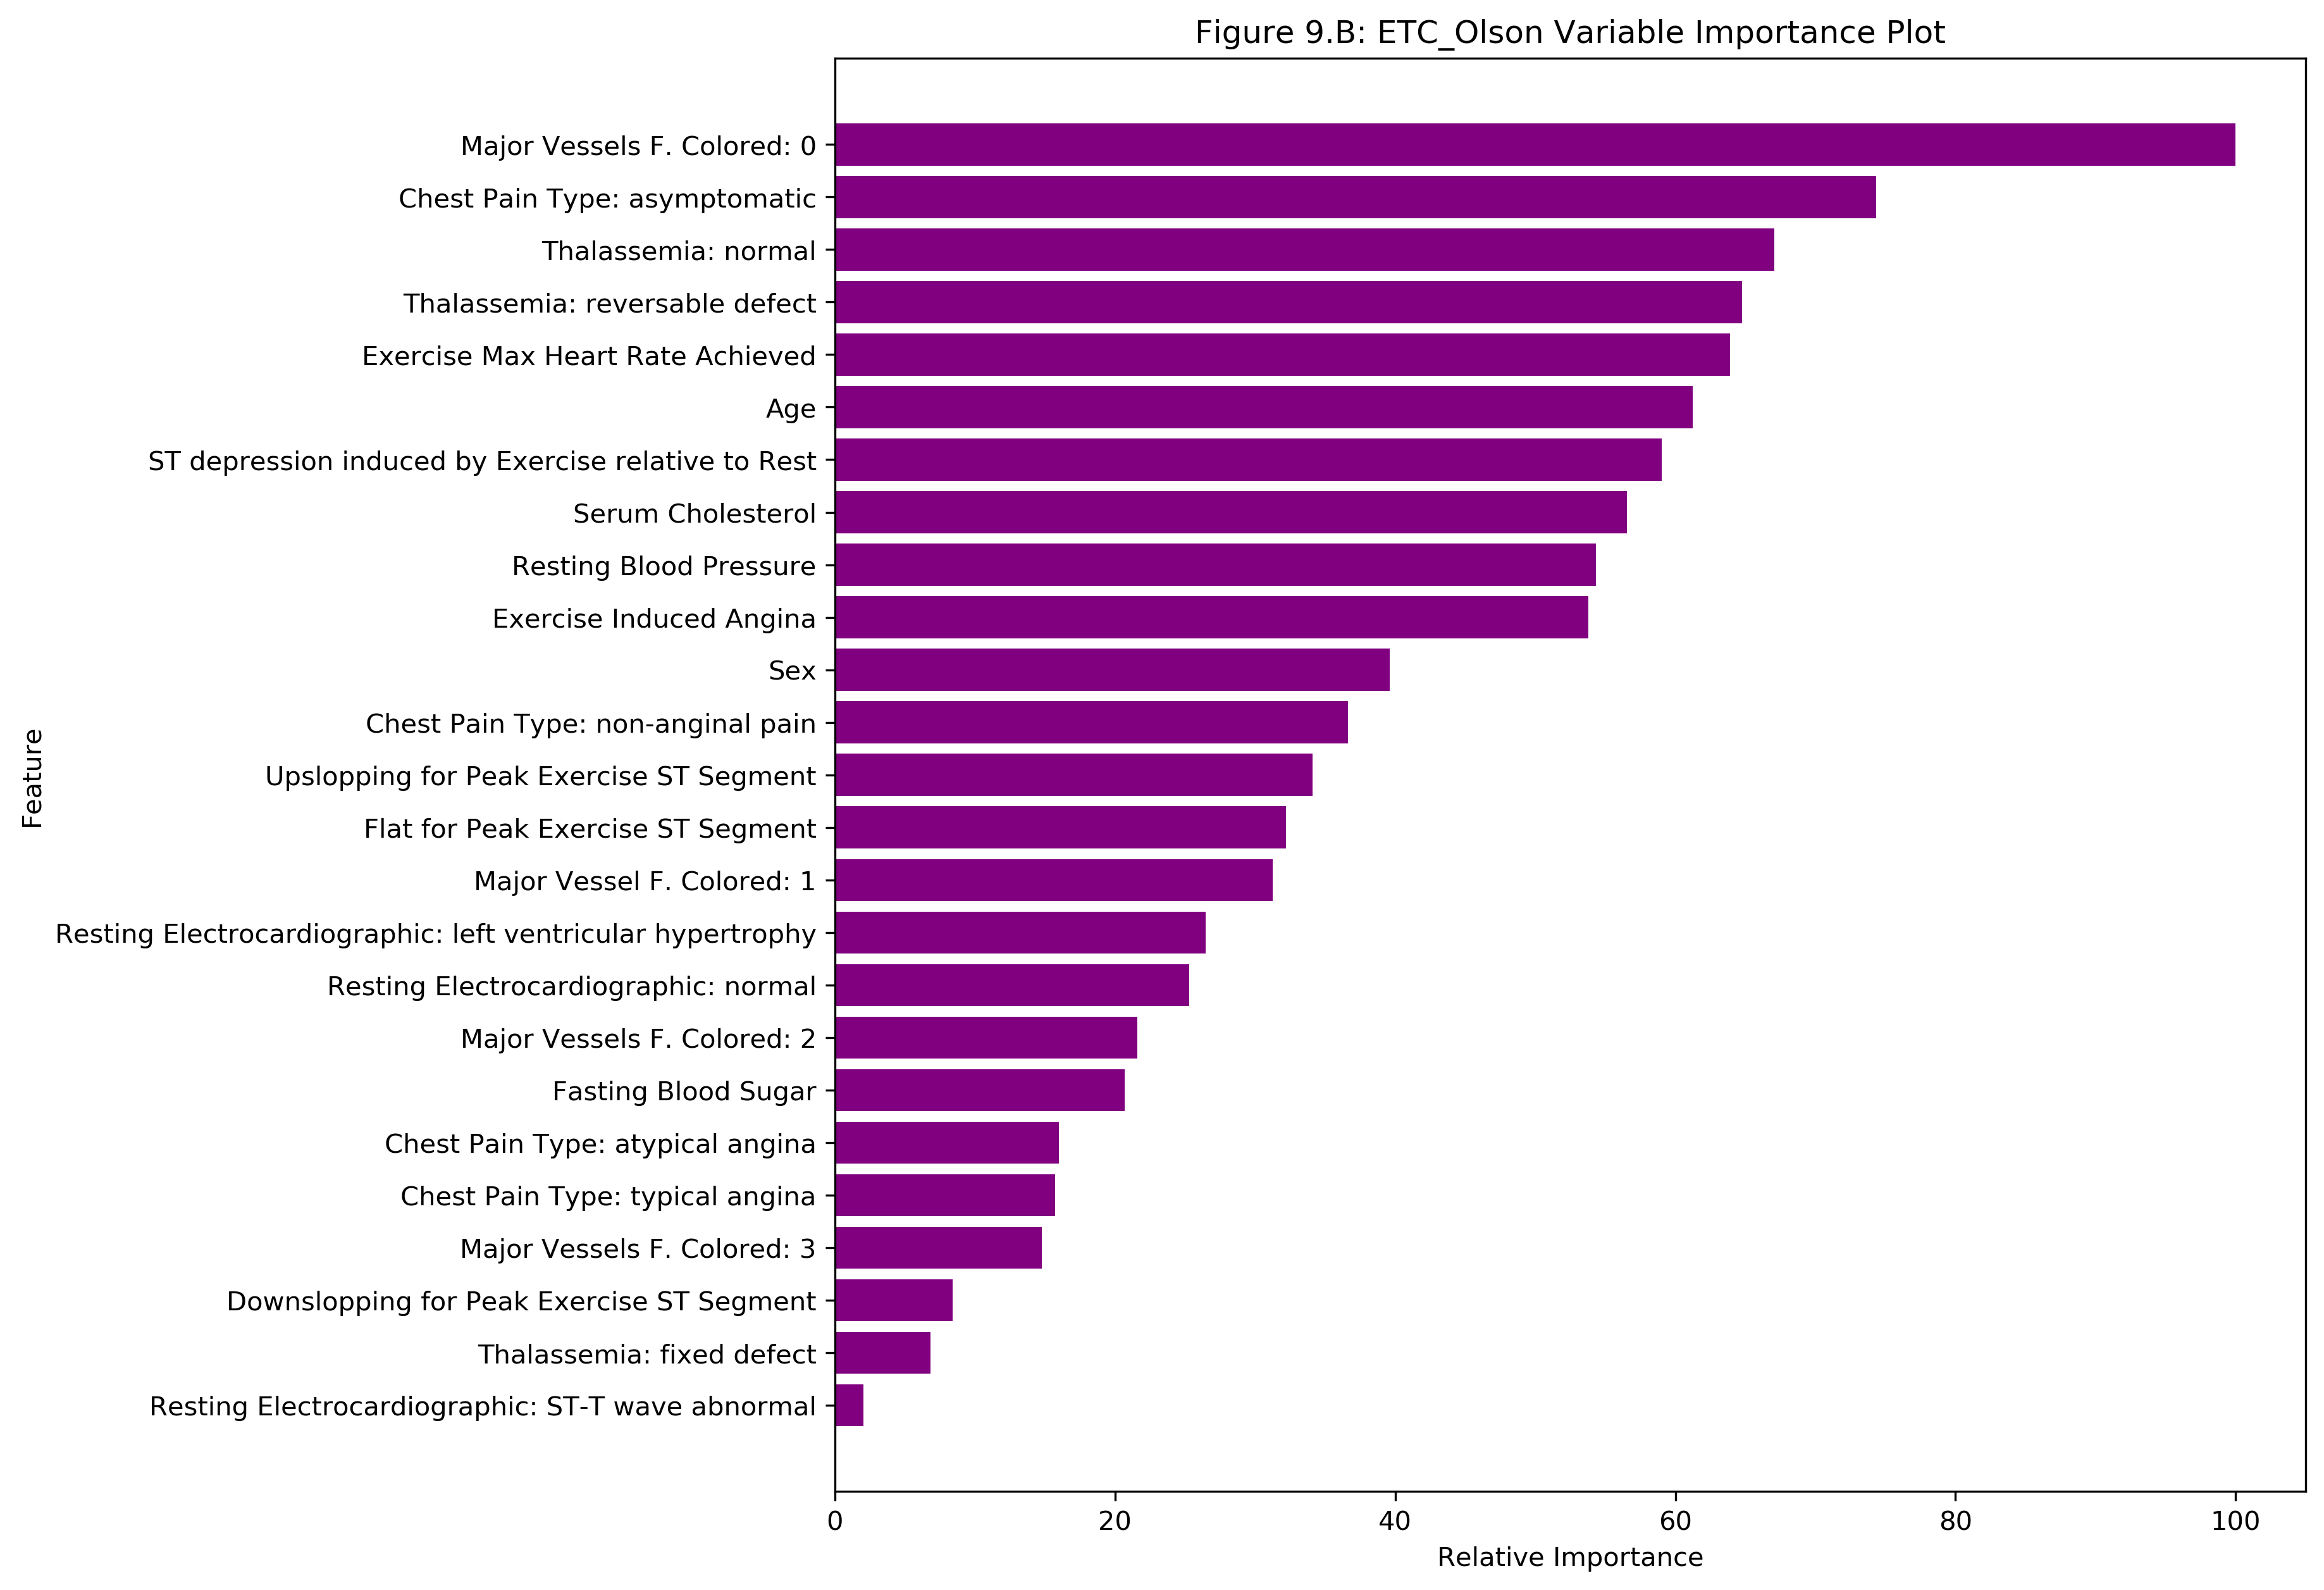 Figure 9.B: ETC_Olson Variable Importance Plot
Major Vessels F. Colored: 0
Chest Pain Type: asymptomatic
Thalassemia: normal
Thalassemia: reversable defect
Exercise Max Heart Rate Achieved
Age
ST depression induced by Exercise relative to Rest
Serum Cholesterol
Resting Blood Pressure
Exercise Induced Angina
Sex
Chest Pain Type: non-anginal pain
Upslopping for Peak Exercise ST Segment
Flat for Peak Exercise ST Segment
Major Vessel F. Colored: 1
Resting Electrocardiographic: left ventricular hypertrophy
Resting Electrocardiographic: normal
Major Vessels F. Colored: 2
Fasting Blood Sugar
Chest Pain Type: atypical angina
Chest Pain Type: typical angina
Major Vessels F. Colored: 3
Downslopping for Peak Exercise ST Segment
Thalassemia: fixed defect
Resting Electrocardiographic: ST-T wave abnormal
Feature
0 20 40 60 80 100
Relative Importance